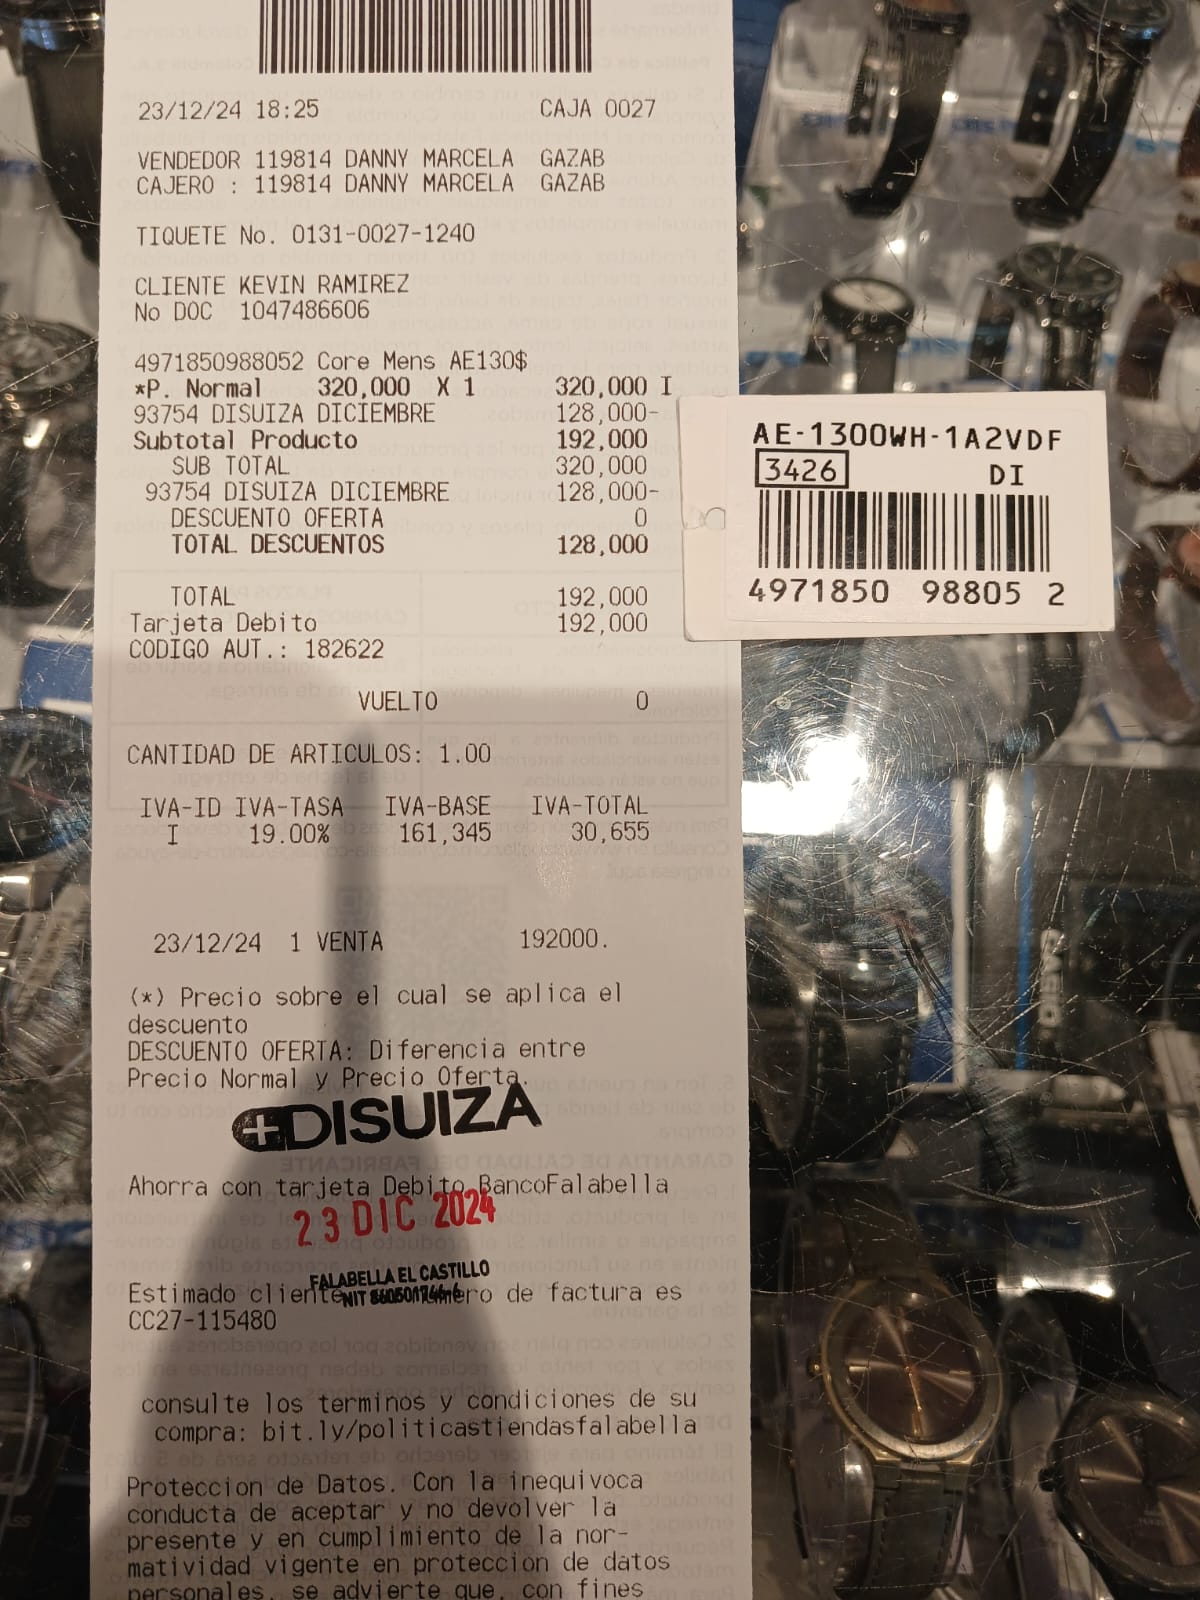 23/12/24 18:25 CAJA 0027
VENDEDOR 119814 DANNY MARCELA GAZAB
CAJERO : 119814 DANNY MARCELA GAZAB
TIQUETE No. 0131-0027-1240
CLIENTE KEVIN RAMIREZ
No DOC 1047486606
4971850988052 Core Mens AE130$
*P. Normal 320,000 X 1 320,000 I
93754 DISUIZA DICIEMBRE 128,000-
Subtotal Producto 192,000
SUB TOTAL 320,000
93754 DISUIZA DICIEMBRE 128,000-
DESCUENTO OFERTA 0
TOTAL DESCUENTOS 128,000
TOTAL 192,000
Tarjeta Debito 192,000
CODIGO AUT.: 182622
VUELTO 0
CANTIDAD DE ARTICULOS: 1.00
IVA-ID IVA-TASA IVA-BASE IVA-TOTAL
I 19.00% 161,345 30,655
23/12/24 1 VENTA 192000.
(*) Precio sobre el cual se aplica el
descuento
DESCUENTO OFERTA: Diferencia entre
Precio Normal y Precio Oferta.
DISUIZA
Ahorra con tarjeta Debito BancoFalabella
23 DIC 2024
FALABELLA EL CASTILLO
NIT
Estimado cliente de factura es
CC27-115480
consulte los terminos y condiciones de su
compra: bit.ly/politicastiendasfalabella
Proteccion de Datos. Con la inequivoca
conducta de aceptar y no devolver la
presente y en cumplimiento de la nor-
matividad vigente en proteccion de datos
personales, se advierte que, con fines
AE-1300WH-1A2VDF
3426 DI
4971850 98805 2